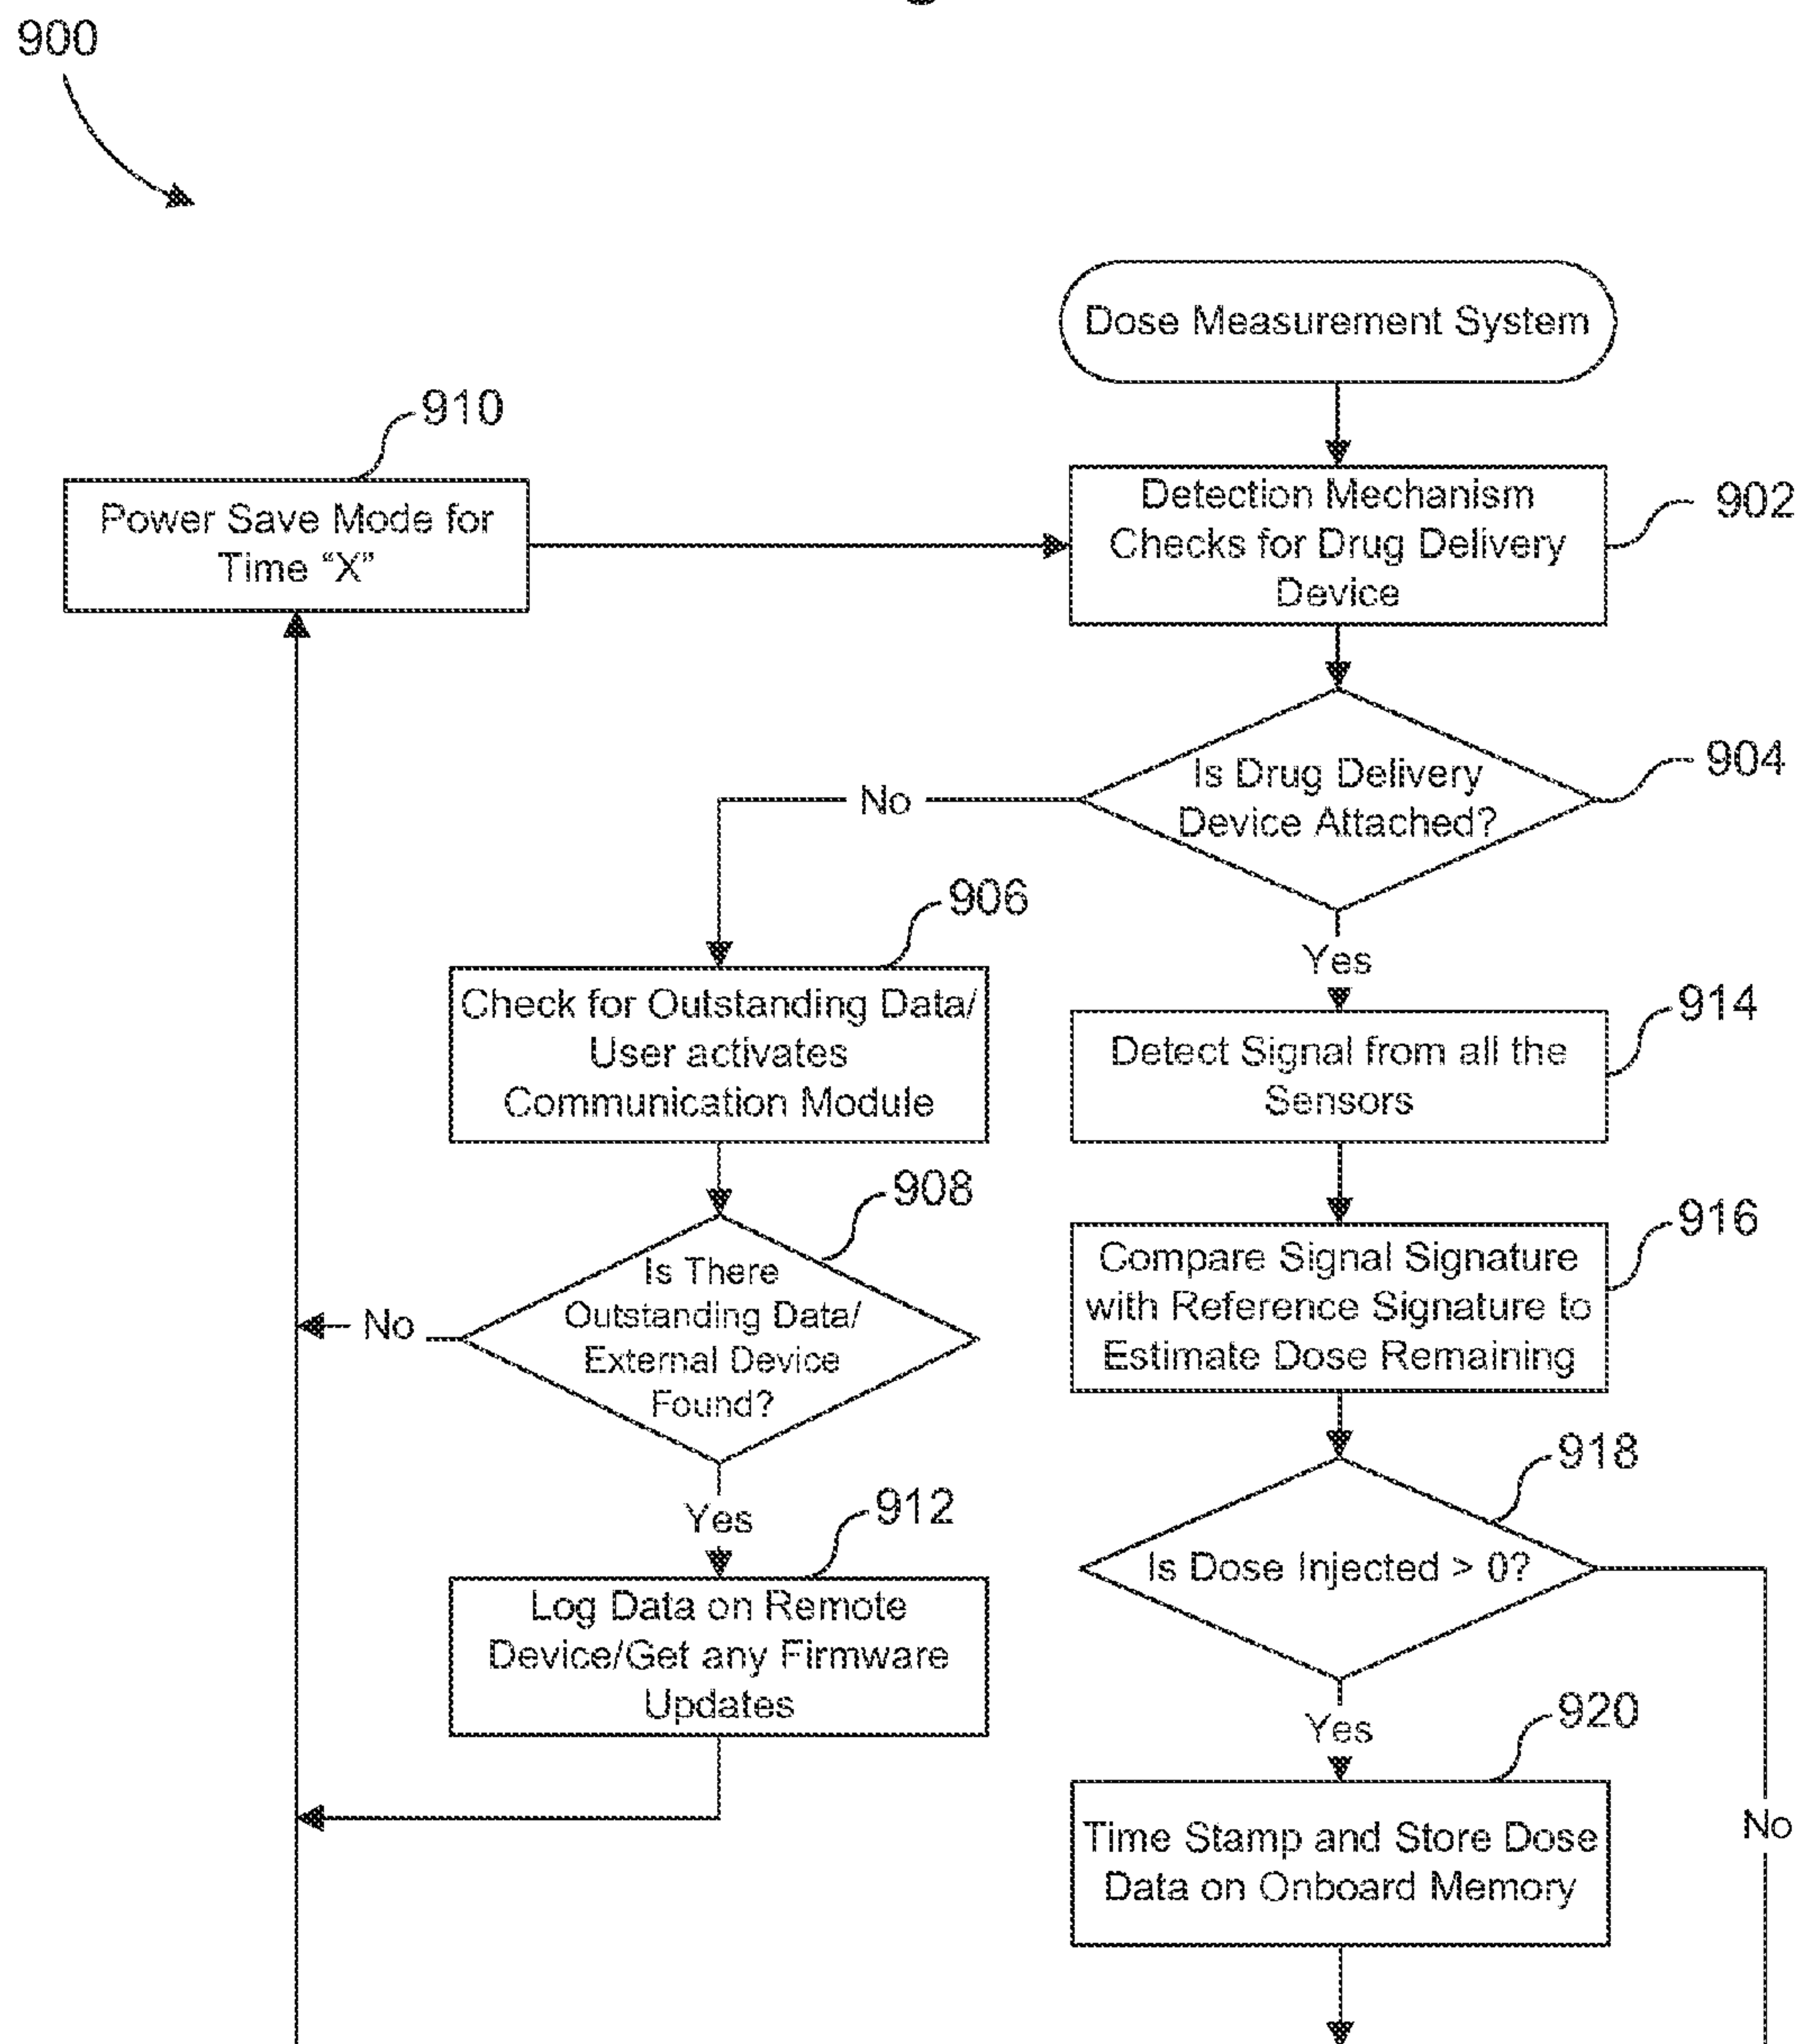 900
Dose Measurement System
910
Power Save Mode for
Time “X”
Detection Mechanism
Checks for Drug Delivery
Device
902
Is Drug Delivery
Device Attached?
904
No
906
Check for Outstanding Data/
User activates
Communication Module
Yes
914
Detect Signal from all the
Sensors
908
Is There
Outstanding Data/
External Device
Found?
No
916
Compare Signal Signature
with Reference Signature to
Estimate Dose Remaining
Yes
912
Log Data on Remote
Device/Get any Firmware
Updates
918
Is Dose Injected > 0?
Yes
920
Time Stamp and Store Dose
Data on Onboard Memory
No